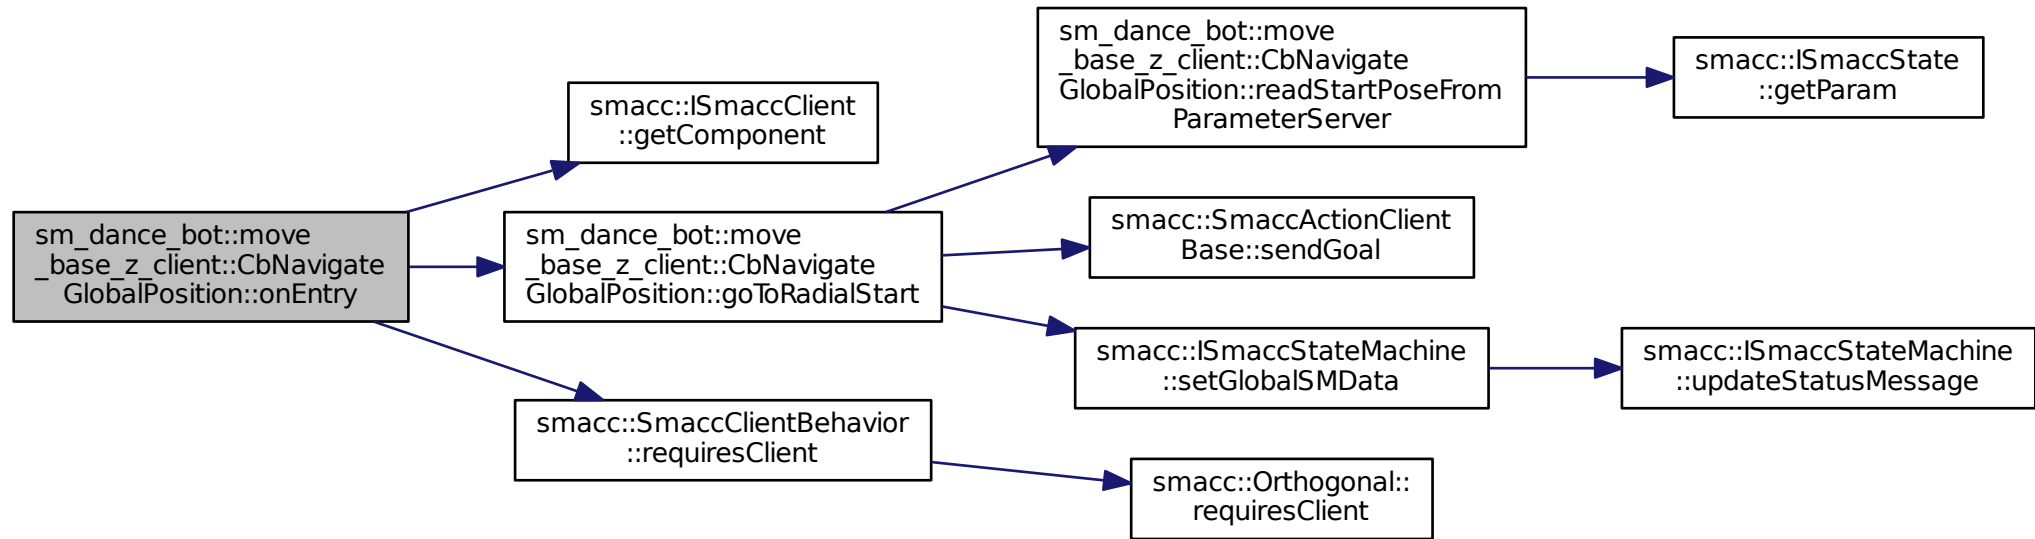 sm_dance_bot::move
_base_z_client::CbNavigate
GlobalPosition::onEntry
smacc::ISmaccClient
::getComponent
sm_dance_bot::move
_base_z_client::CbNavigate
GlobalPosition::goToRadialStart
smacc::SmaccClientBehavior
::requiresClient
sm_dance_bot::move
_base_z_client::CbNavigate
GlobalPosition::readStartPoseFrom
ParameterServer
smacc::SmaccActionClient
Base::sendGoal
smacc::ISmaccStateMachine
::setGlobalSMData
smacc::Orthogonal::
requiresClient
smacc::ISmaccState
::getParam
smacc::ISmaccStateMachine
::updateStatusMessage